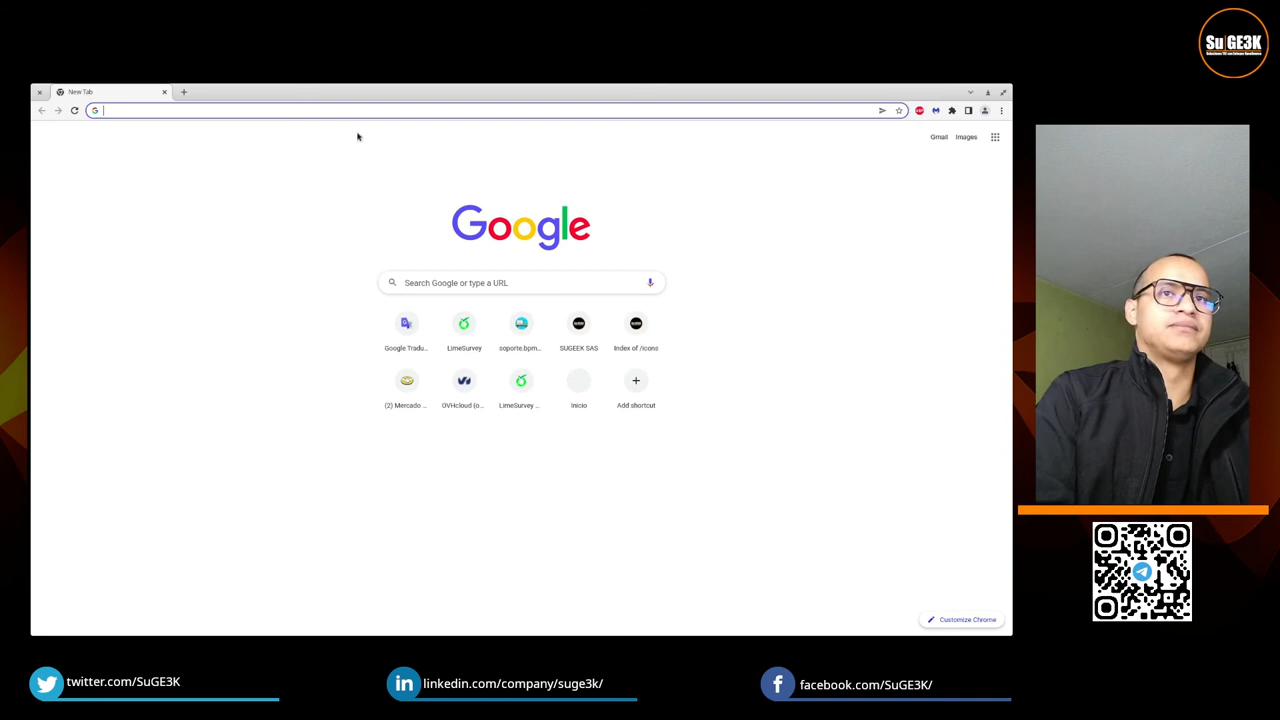 SuGE3K
New Tab
Gmail
Images
Google
Search Google or type a URL
Google Tradu...
LimeSurvey
soporte.bpm...
SUGEEK SAS
Index of /icons
(2) Mercado ...
OVHcloud (o...
LimeSurvey ...
Inicio
Add shortcut
Customize Chrome
twitter.com/SuGE3K
linkedin.com/company/suge3k/
facebook.com/SuGE3K/